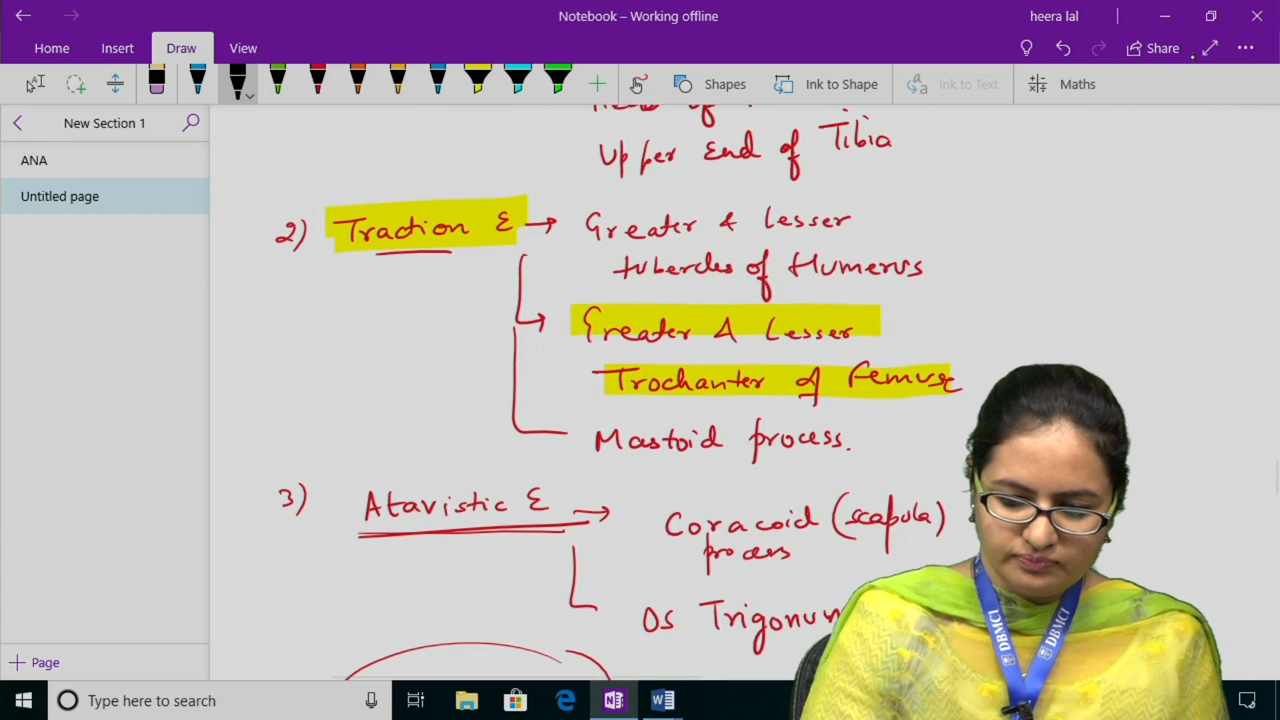 Notebook – Working offline
heera lal
Home Insert Draw View
Share
Shapes Ink to Shape Ink to Text Maths
New Section 1
ANA
Untitled page
Upper End of Tibia
2) Traction E → Greater & Lesser
tubercles of Humerus
Greater & Lesser
Trochanter of Femur
Mastoid process.
3) Atavistic E → Coracoid (scapula)
process
Os Trigonum
DBMCI
DBMCI
+ Page
Type here to search